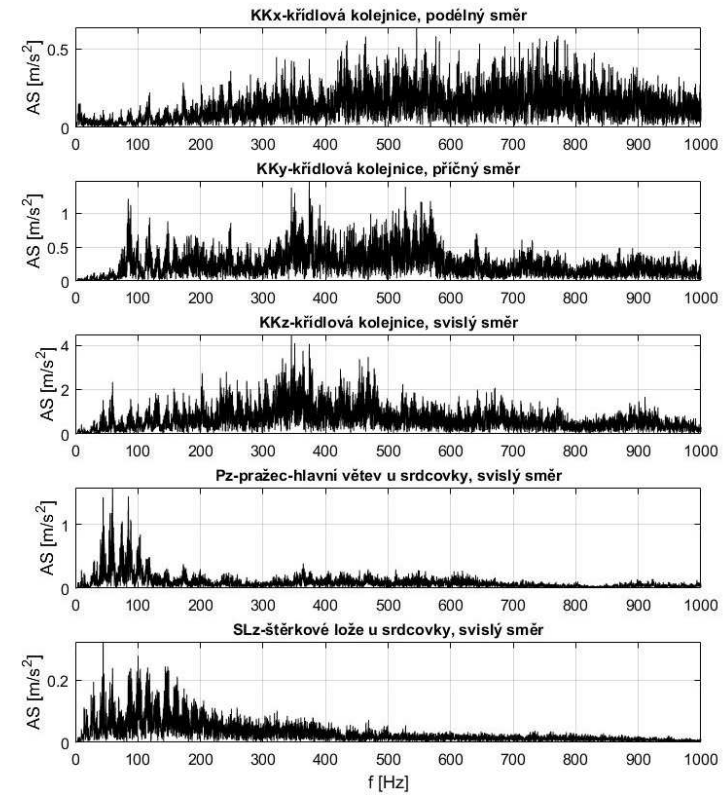 KKx-křídlová kolejnice, podélný směr
AS [m/s²]
0.5
0
0 100 200 300 400 500 600 700 800 900 1000
KKy-křídlová kolejnice, příčný směr
AS [m/s²]
1
0.5
0
0 100 200 300 400 500 600 700 800 900 1000
KKz-křídlová kolejnice, svislý směr
AS [m/s²]
4
2
0
0 100 200 300 400 500 600 700 800 900 1000
Pz-pražec-hlavní větev u srdcovky, svislý směr
AS [m/s²]
1
0
0 100 200 300 400 500 600 700 800 900 1000
SLz-štěrkové lože u srdcovky, svislý směr
AS [m/s²]
0.2
0
0 100 200 300 400 500 600 700 800 900 1000
f [Hz]